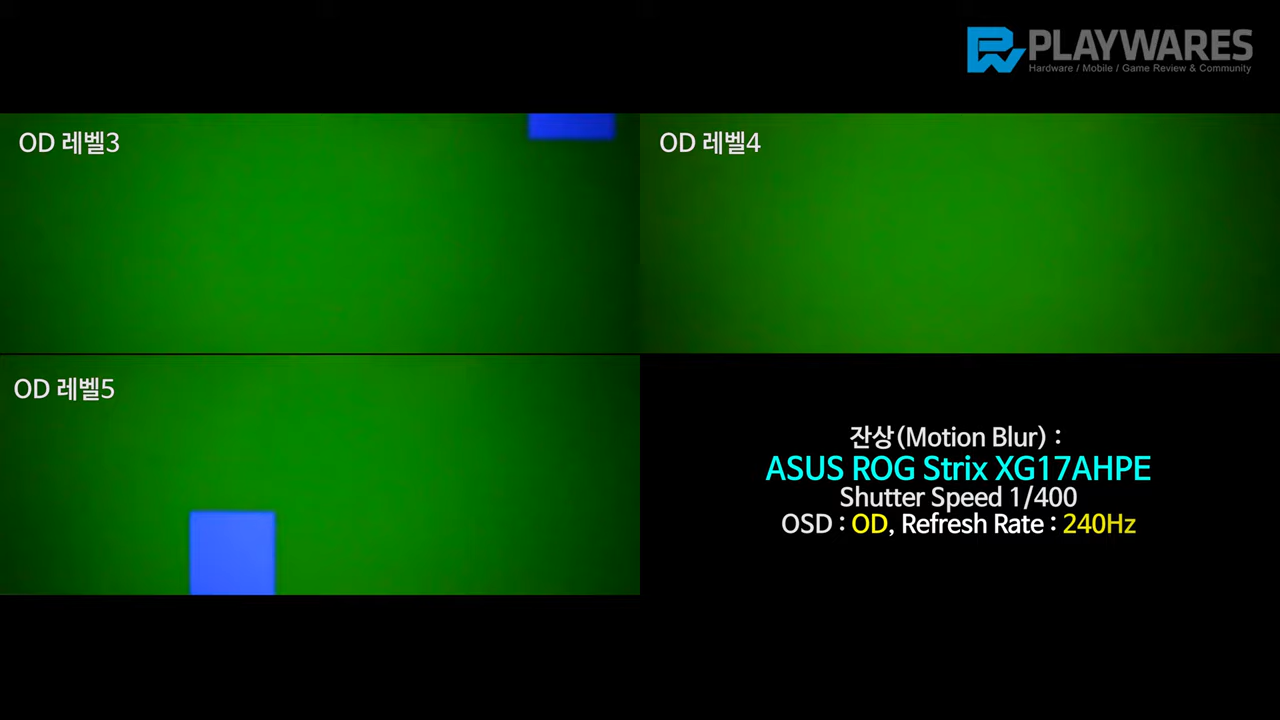 PLAYWARES
Hardware / Mobile / Game Review & Community
OD 레벨3
OD 레벨4
OD 레벨5
잔상(Motion Blur) :
ASUS ROG Strix XG17AHPE
Shutter Speed 1/400
OSD : OD, Refresh Rate : 240Hz